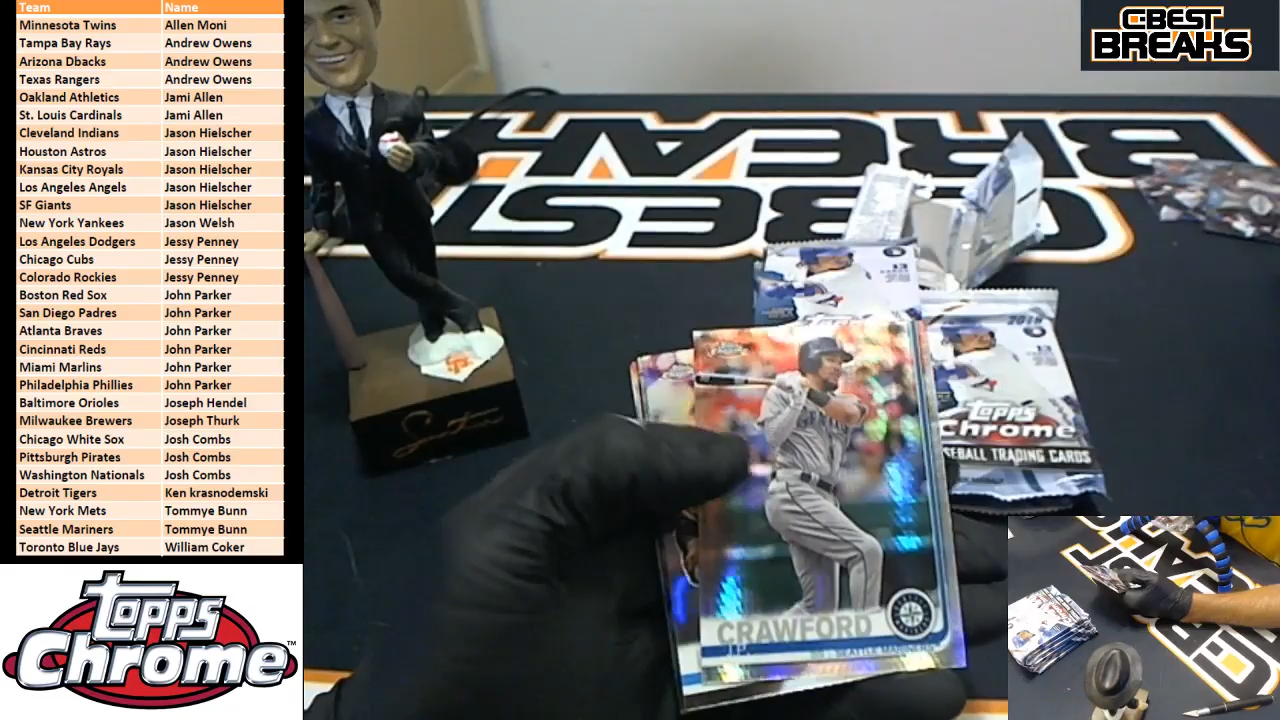 Team Name
Minnesota Twins Allen Moni
Tampa Bay Rays Andrew Owens
Arizona Dbacks Andrew Owens
Texas Rangers Andrew Owens
Oakland Athletics Jami Allen
St. Louis Cardinals Jami Allen
Cleveland Indians Jason Hielscher
Houston Astros Jason Hielscher
Kansas City Royals Jason Hielscher
Los Angeles Angels Jason Hielscher
SF Giants Jason Hielscher
New York Yankees Jason Welsh
Los Angeles Dodgers Jessy Penney
Chicago Cubs Jessy Penney
Colorado Rockies Jessy Penney
Boston Red Sox John Parker
San Diego Padres John Parker
Atlanta Braves John Parker
Cincinnati Reds John Parker
Miami Marlins John Parker
Philadelphia Phillies John Parker
Baltimore Orioles Joseph Hendel
Milwaukee Brewers Joseph Thurk
Chicago White Sox Josh Combs
Pittsburgh Pirates Josh Combs
Washington Nationals Josh Combs
Detroit Tigers Ken krasnodemski
New York Mets Tommye Bunn
Seattle Mariners Tommye Bunn
Toronto Blue Jays William Coker
Topps
Chrome™
C-BEST
BREAKS
2019
13
Topps
Chrome
BASEBALL TRADING CARDS
CRAWFORD
J.P.
SEATTLE MARINERS